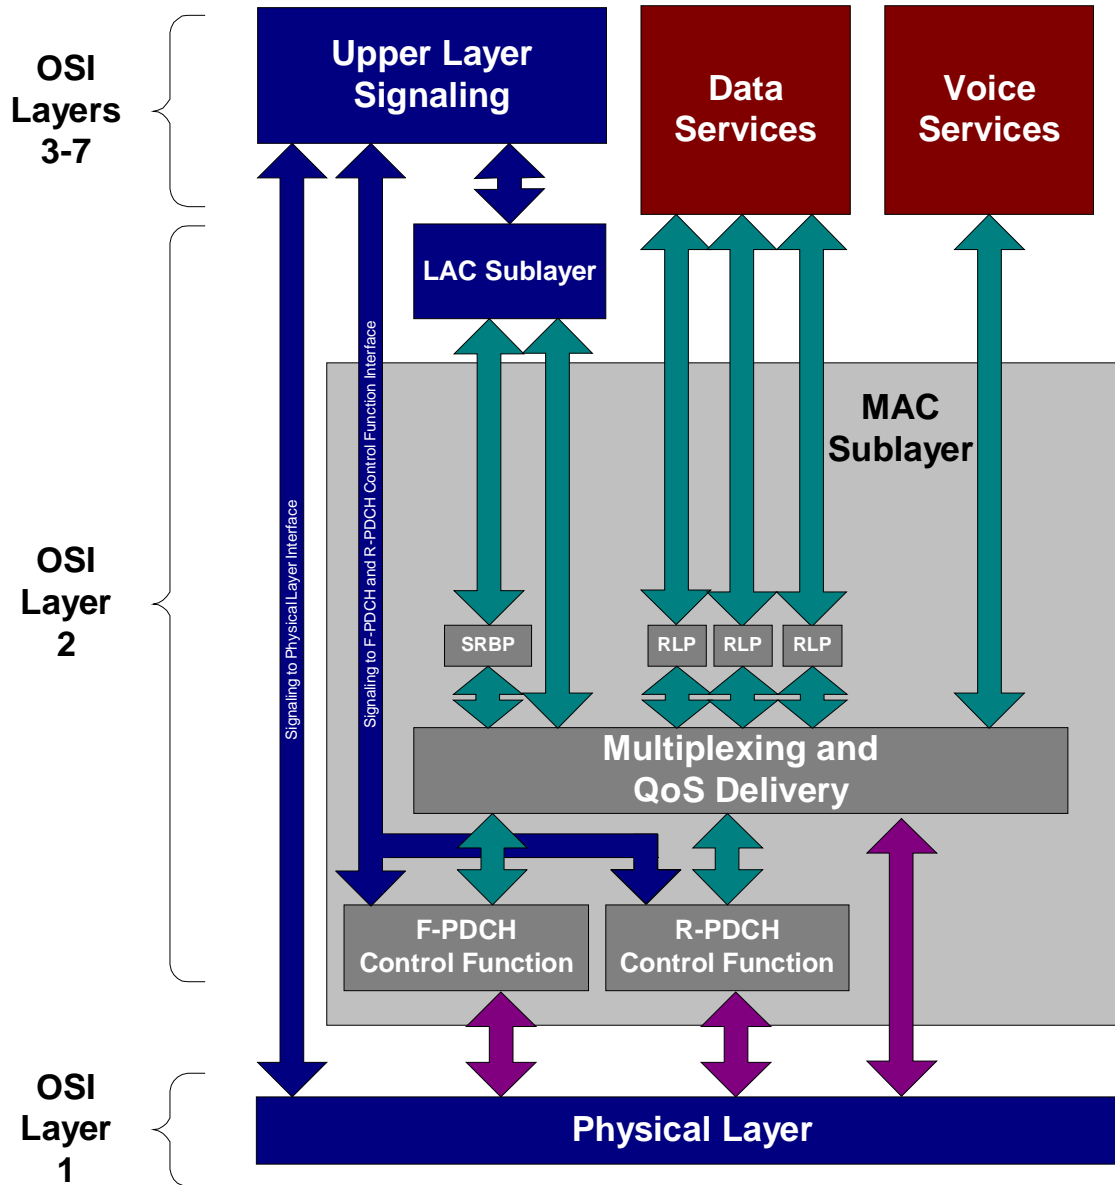 OSI
Layers
3-7
Upper Layer
Signaling
Data
Services
Voice
Services
LAC Sublayer
MAC
Sublayer
Signaling to Physical Layer Interface
Signaling to F-PDCH and R-PDCH Control Function Interface
OSI
Layer
2
SRBP
RLP
RLP
RLP
Multiplexing and
QoS Delivery
F-PDCH
Control Function
R-PDCH
Control Function
OSI
Layer
1
Physical Layer